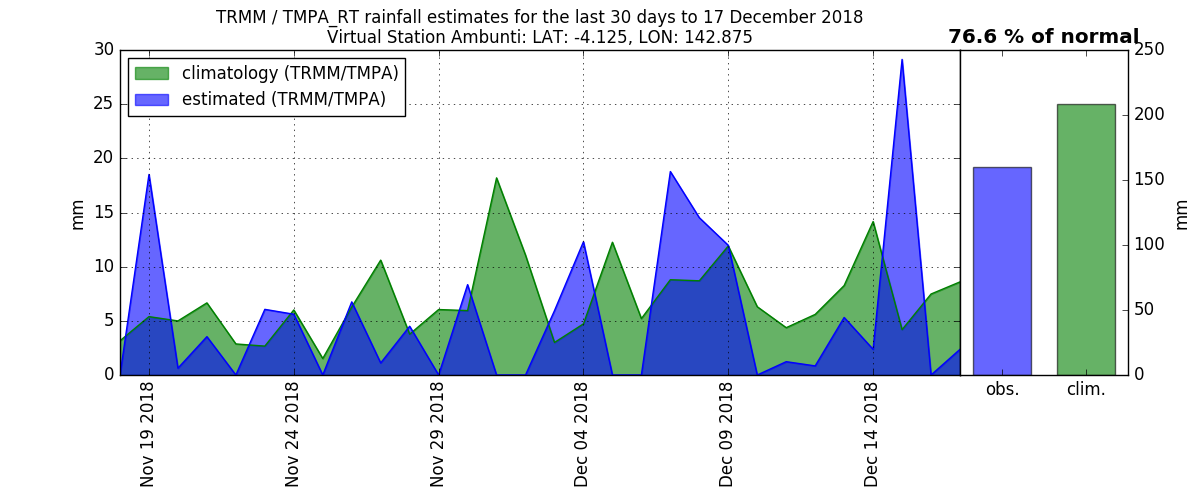 TRMM / TMPA_RT rainfall estimates for the last 30 days to 17 December 2018
Virtual Station Ambunti: LAT: -4.125, LON: 142.875
76.6 % of normal
climatology (TRMM/TMPA)
estimated (TRMM/TMPA)
mm
30
25
20
15
10
5
0
Nov 19 2018
Nov 24 2018
Nov 29 2018
Dec 04 2018
Dec 09 2018
Dec 14 2018
obs.
clim.
250
200
150
100
50
0
mm